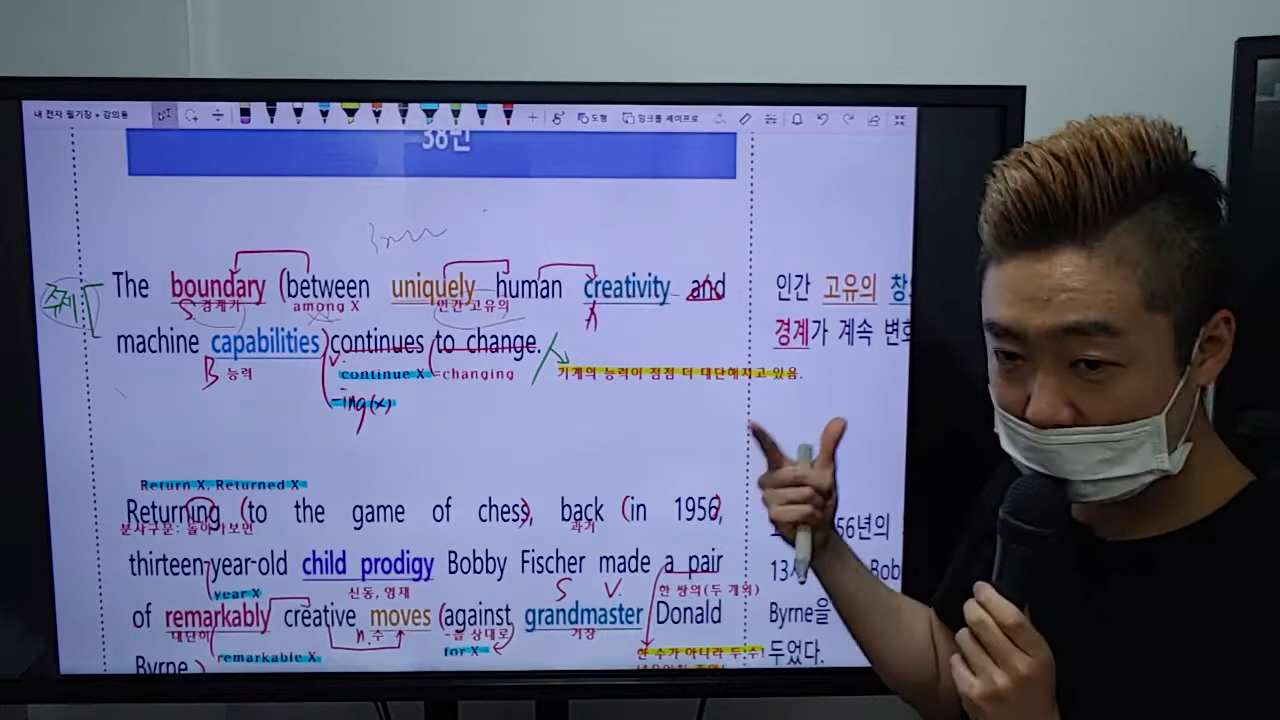 내 전자 필기장 » 강의용
도형
잉크를 셰이프로
38번
The boundary (between uniquely human creativity and
S 경계가 among X 인간 고유의 A
주제
machine capabilities) continues to change.
B 능력 continue X =changing 기계의 능력이 점점 더 대단해지고 있음.
-ing(x)
Return X, Returned X
Returning (to the game of chess), back (in 1956,
분사구문: 돌아가보면 과거
thirteen-year-old child prodigy Bobby Fischer made a pair
year X 신동, 영재 S V. 한 쌍의(두 개의)
of remarkably creative moves (against grandmaster Donald
대단히 n.수 ~을 상대로 거장
remarkable X for X 한 수가 아니라 두 수!
Byrne.
인간 고유의 창
경계가 계속 변화
56년의
13 Bob
Byrne을
두었다.